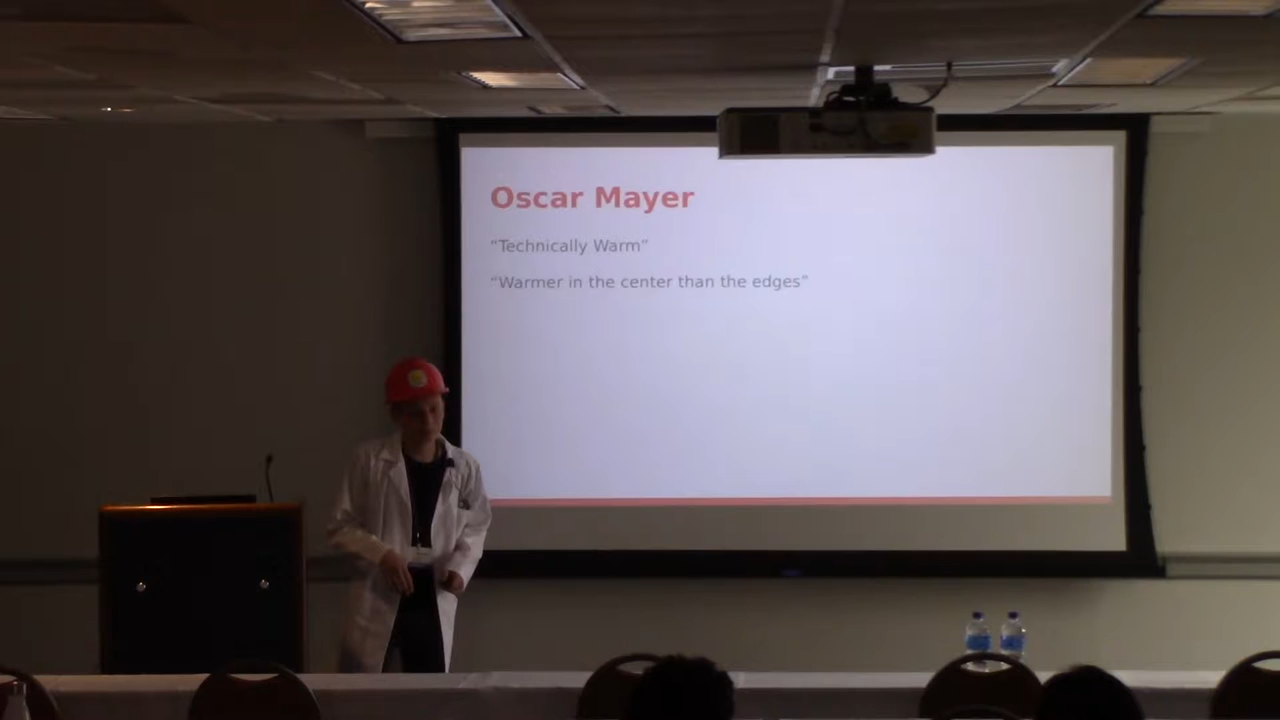 Oscar Mayer
“Technically Warm”
“Warmer in the center than the edges”